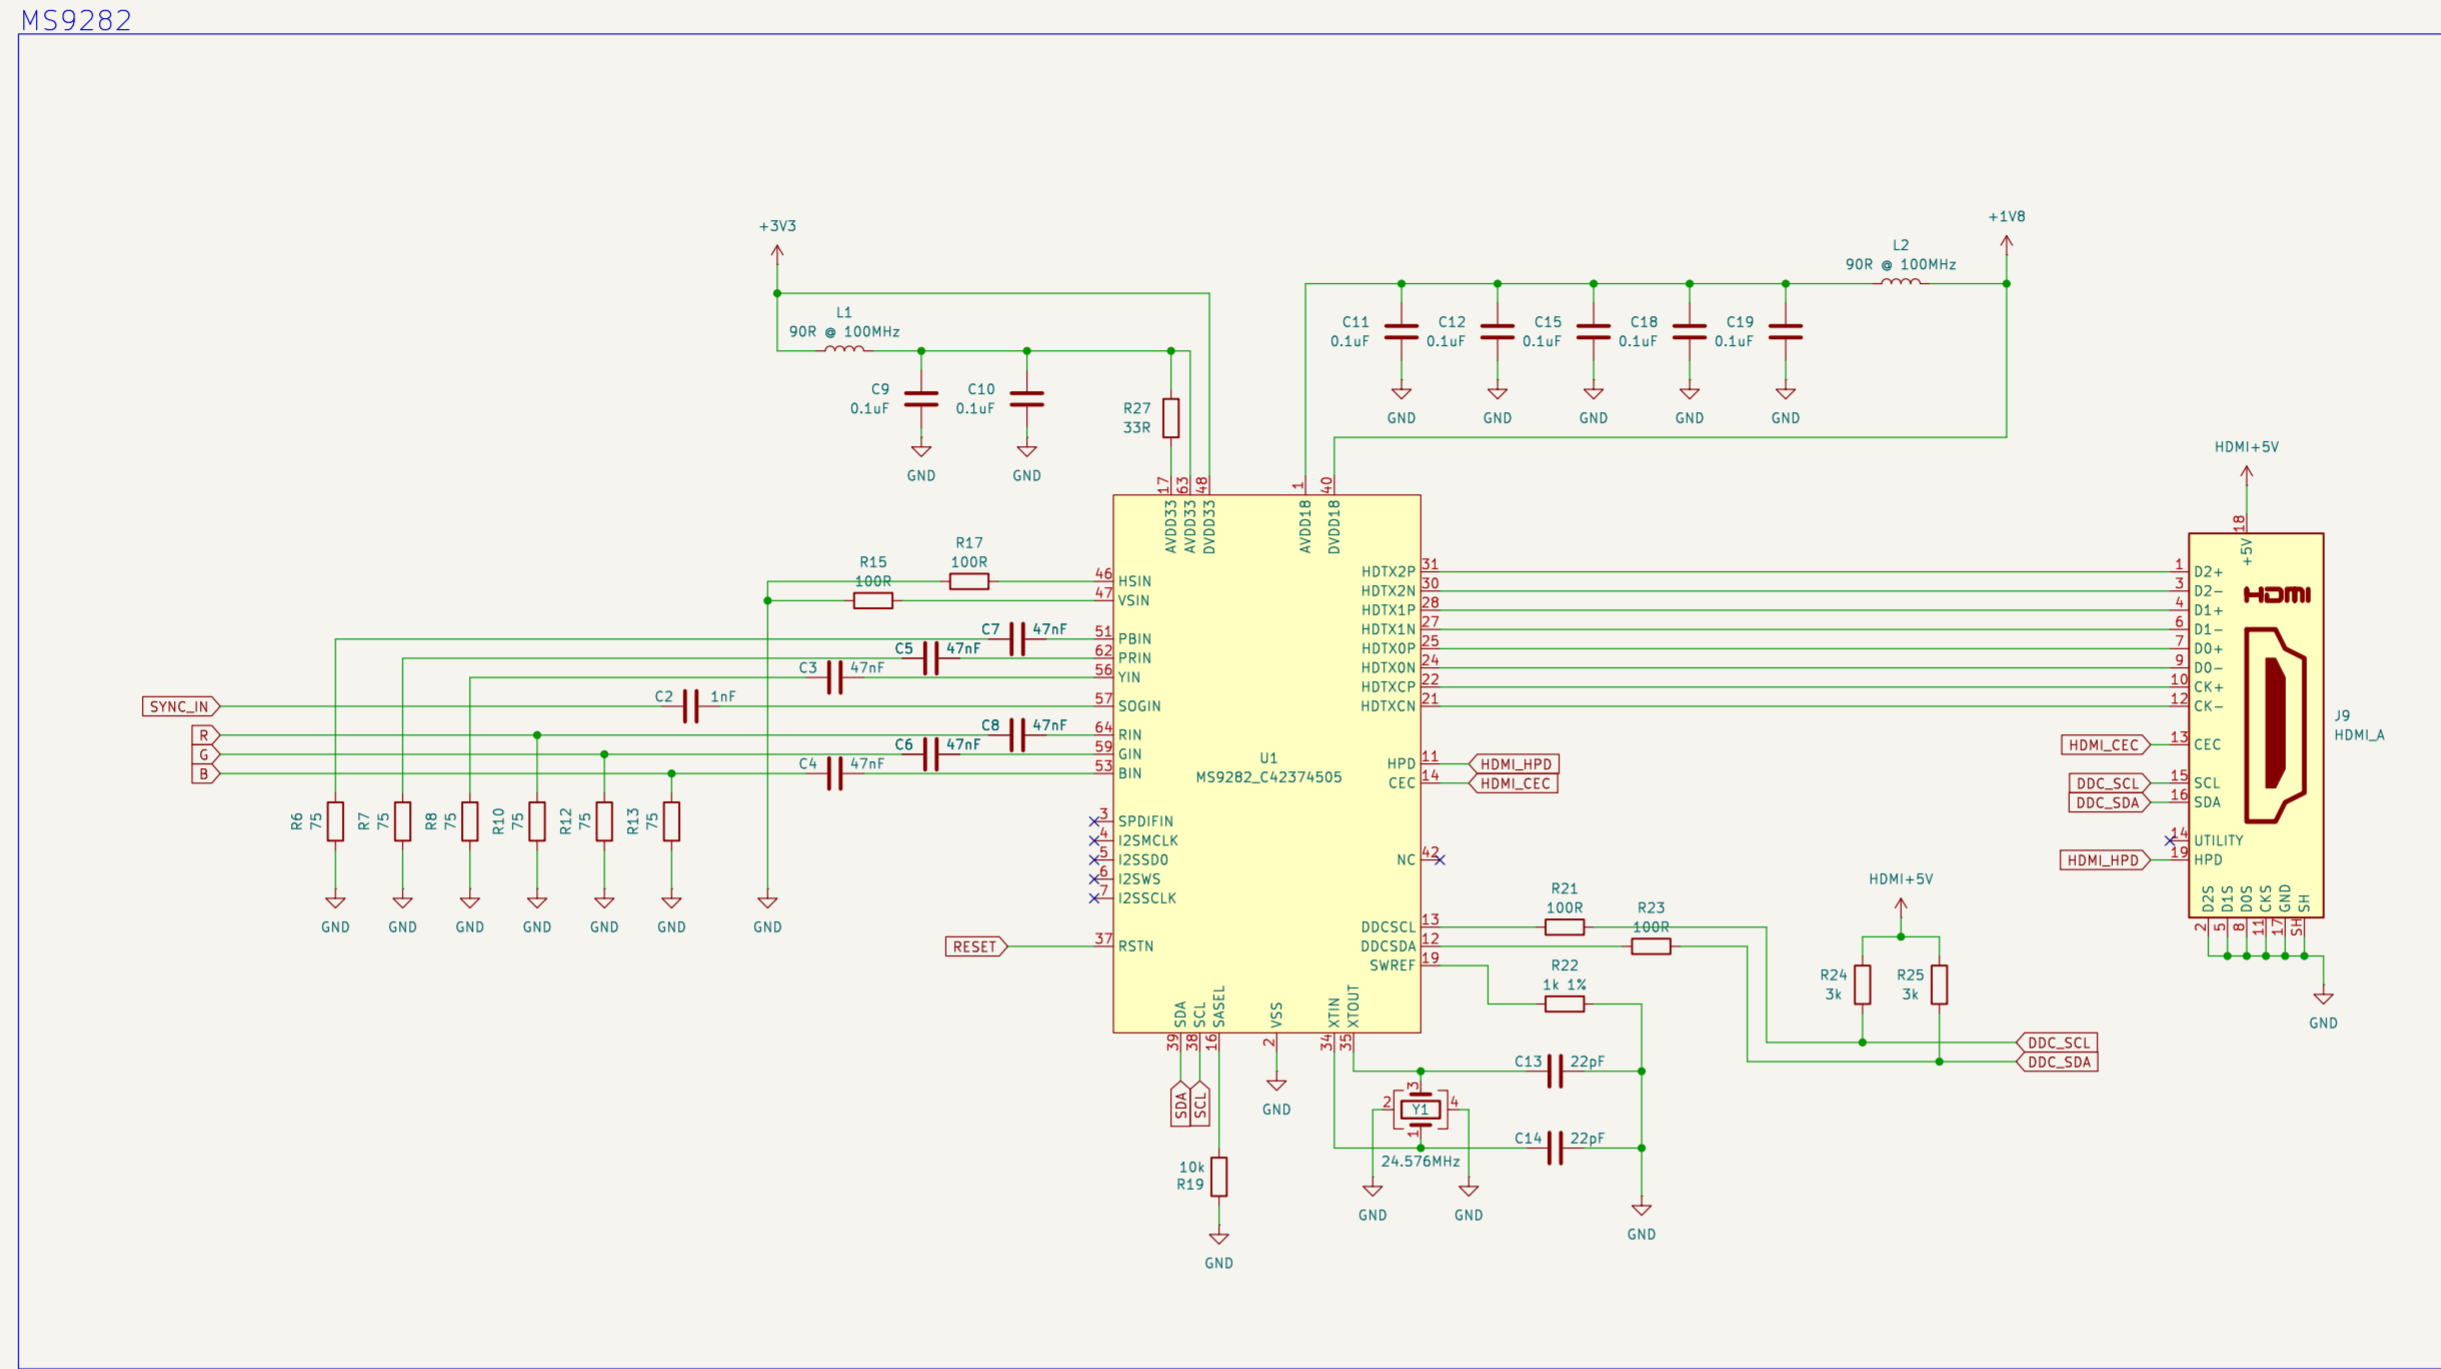 MS9282
+3V3
+1V8
L1
90R @ 100MHz
L2
90R @ 100MHz
C9
0.1uF
GND
C10
0.1uF
GND
R27
33R
C11
0.1uF
GND
C12
0.1uF
GND
C15
0.1uF
GND
C18
0.1uF
GND
C19
0.1uF
GND
17
63
48
1
40
AVDD33
AVDD33
DVDD33
AVDD18
DVDD18
R17
100R
R15
100R
46 HSIN
47 VSIN
C7 47nF
51 PBIN
C5 47nF
62 PRIN
C3 47nF
56 YIN
SYNC_IN
C2 1nF
57 SOGIN
R
C8 47nF
64 RIN
G
C6 47nF
59 GIN
B
C4 47nF
53 BIN
R6
75
GND
R7
75
GND
R8
75
GND
R10
75
GND
R12
75
GND
R13
75
GND
GND
3 SPDIFIN
4 I2SMCLK
5 I2SSD0
6 I2SWS
7 I2SSCLK
RESET
37 RSTN
U1
MS9282_C42374505
HDTX2P 31
HDTX2N 30
HDTX1P 28
HDTX1N 27
HDTX0P 25
HDTX0N 24
HDTXCP 22
HDTXCN 21
HPD 11 HDMI_HPD
CEC 14 HDMI_CEC
NC 42
DDCSCL 13
DDCSDA 12
SWREF 19
R21
100R
R23
100R
R22
1k 1%
SDA
SCL
SASEL
VSS
XTIN
XTOUT
39
38
16
2
34
35
SDA
SCL
GND
10k
R19
GND
C13 22pF
3
2 Y1 4
1
C14 22pF
24.576MHz
GND
GND
GND
HDMI+5V
R24
3k
R25
3k
DDC_SCL
DDC_SDA
HDMI+5V
18
+5V
HDMI
1 D2+
3 D2-
4 D1+
6 D1-
7 D0+
9 D0-
10 CK+
12 CK-
HDMI_CEC 13 CEC
DDC_SCL 15 SCL
DDC_SDA 16 SDA
14 UTILITY
HDMI_HPD 19 HPD
J9
HDMI_A
D2S
D1S
D0S
CKS
GND
SH
2
5
8
11
17
SH
GND